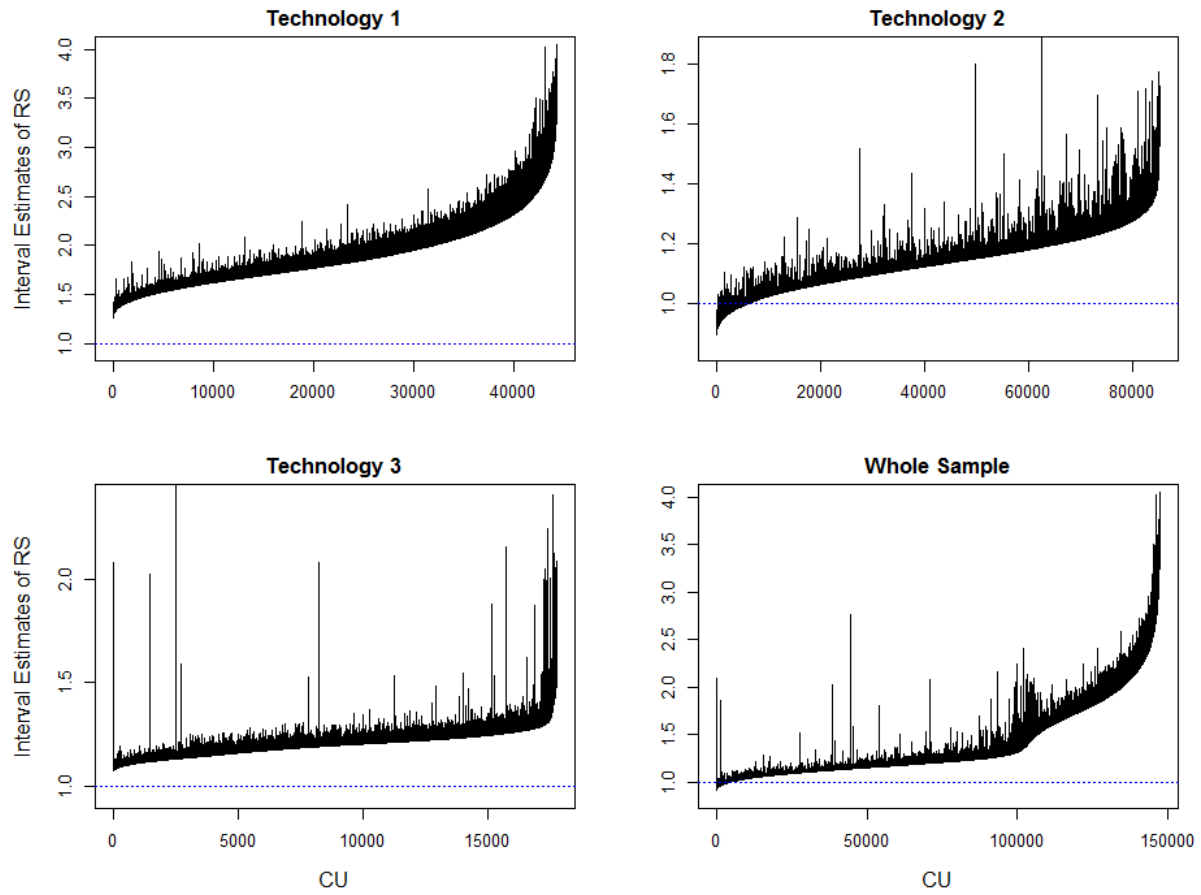 Technology 1
Technology 2
Interval Estimates of RS
1.0 1.5 2.0 2.5 3.0 3.5 4.0
0 10000 20000 30000 40000
1.0 1.2 1.4 1.6 1.8
0 20000 40000 60000 80000
Technology 3
Whole Sample
Interval Estimates of RS
1.0 1.5 2.0
0 5000 10000 15000
CU
1.0 1.5 2.0 2.5 3.0 3.5 4.0
0 50000 100000 150000
CU